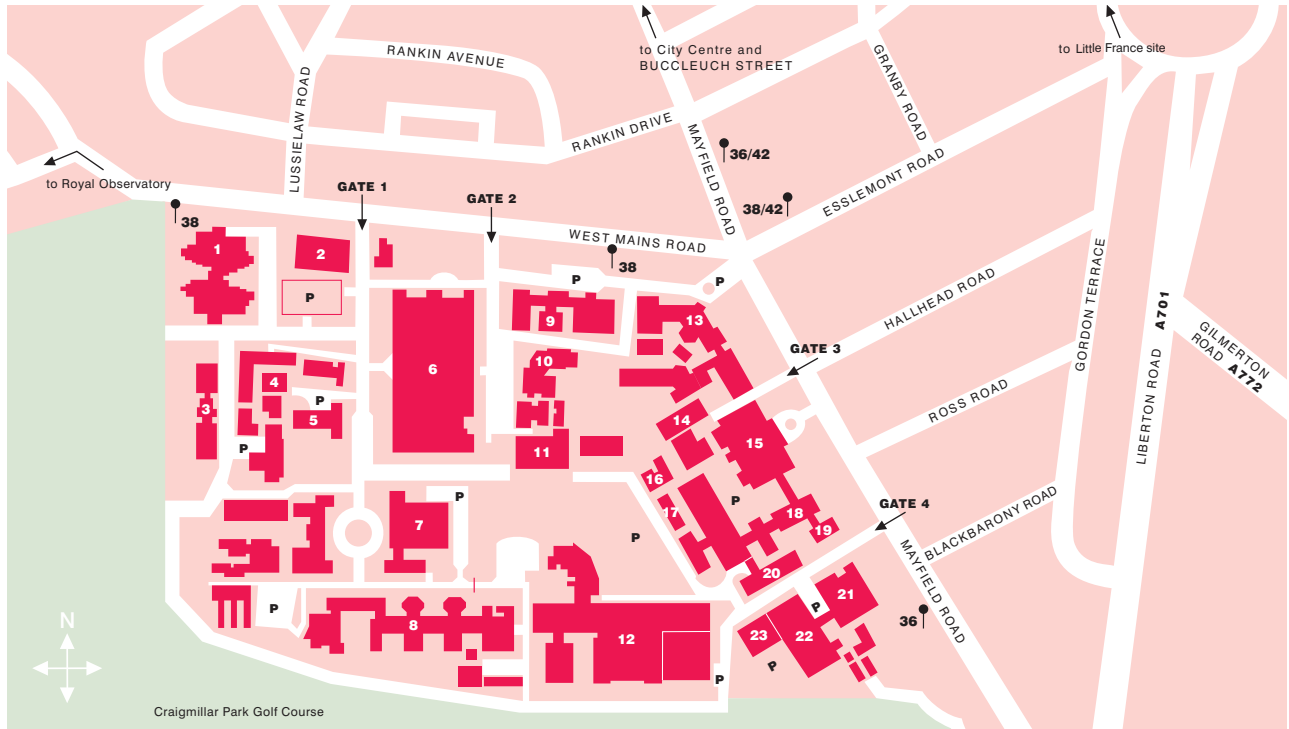 to City Centre and
BUCCLEUCH STREET
to Little France site
RANKIN AVENUE
LUSSIELAW ROAD
RANKIN DRIVE
MAYFIELD ROAD
GRANBY ROAD
36/42
ESSLEMONT ROAD
38/42
to Royal Observatory
38
GATE 1
GATE 2
WEST MAINS ROAD
38
P
P
1
2
P
9
13
HALLHEAD ROAD
GORDON TERRACE
LIBERTON ROAD A701
GILMERTON
ROAD A772
GATE 3
6
10
4
P
3
5
14
15
ROSS ROAD
P
11
16
P
7
17
P
18
GATE 4
19
P
BLACKBARONY ROAD
MAYFIELD ROAD
20
21
P
36
P
8
12
23
22
P
P
N
Craigmillar Park Golf Course